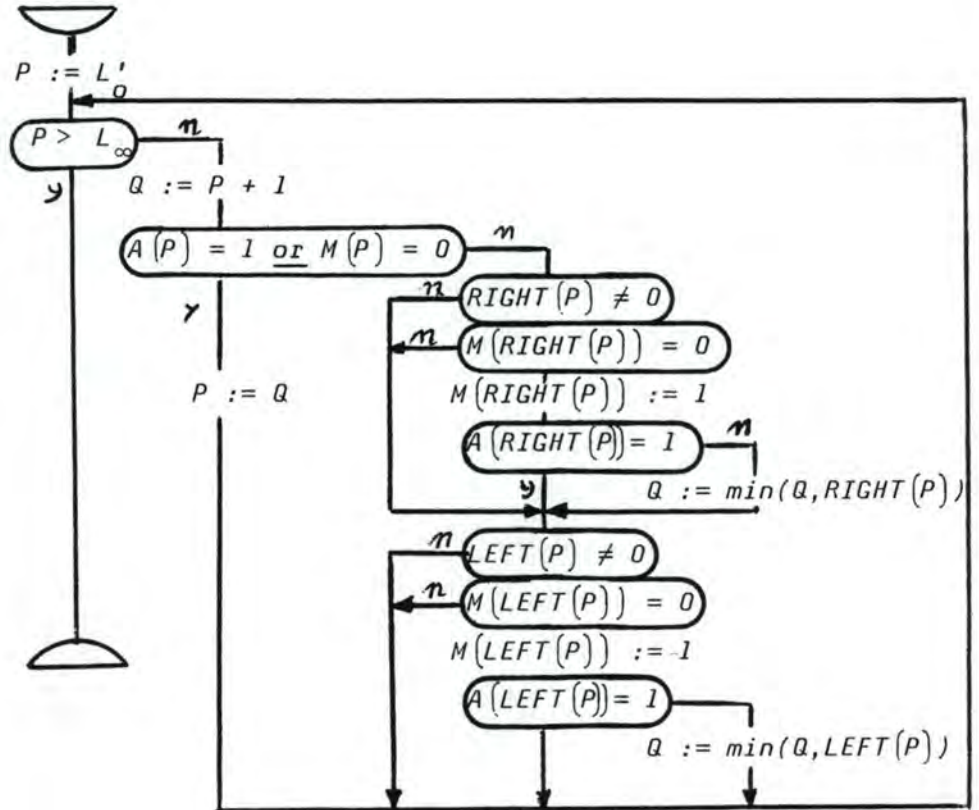 P := L'₀
P > L∞
n
y
Q := P + 1
A(P) = 1 or M(P) = 0
n
y
P := Q
RIGHT(P) ≠ 0
n
M(RIGHT(P)) = 0
n
M(RIGHT(P)) := 1
A(RIGHT(P)) = 1
n
y
Q := min(Q,RIGHT(P))
LEFT(P) ≠ 0
n
M(LEFT(P)) = 0
n
M(LEFT(P)) := 1
A(LEFT(P)) = 1
Q := min(Q,LEFT(P))